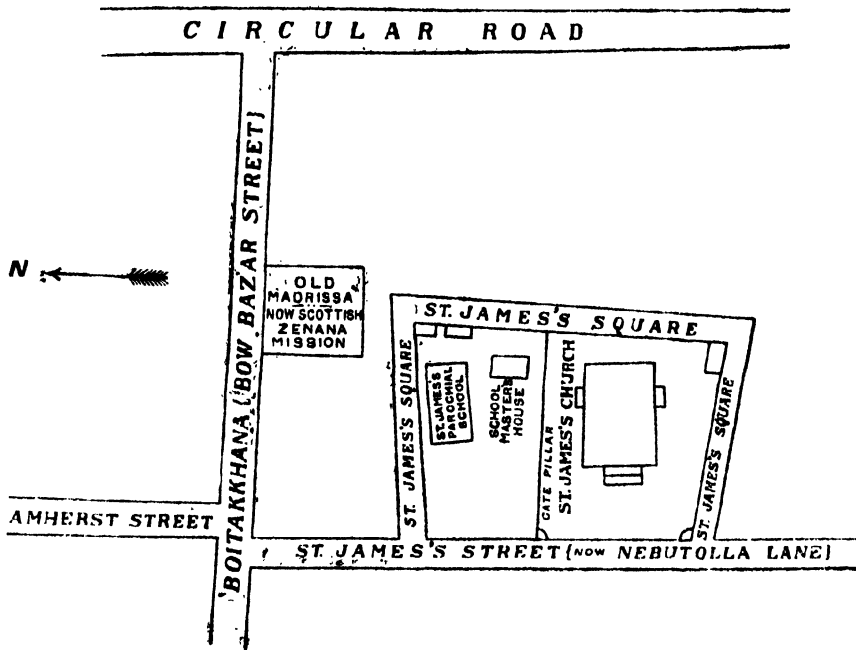 CIRCULAR ROAD
BOITAKKHANA (BOW BAZAR STREET)
N
OLD
MADRISSA
NOW SCOTTISH
ZENANA
MISSION
ST. JAMES'S SQUARE
ST. JAMES'S SQUARE
ST. JAMES'S
PAROCHIAL
SCHOOL
SCHOOL
MASTERS
HOUSE
GATE PILLAR
ST. JAMES'S CHURCH
ST. JAMES'S SQUARE
AMHERST STREET
ST. JAMES'S STREET (NOW NEBUTOLLA LANE)